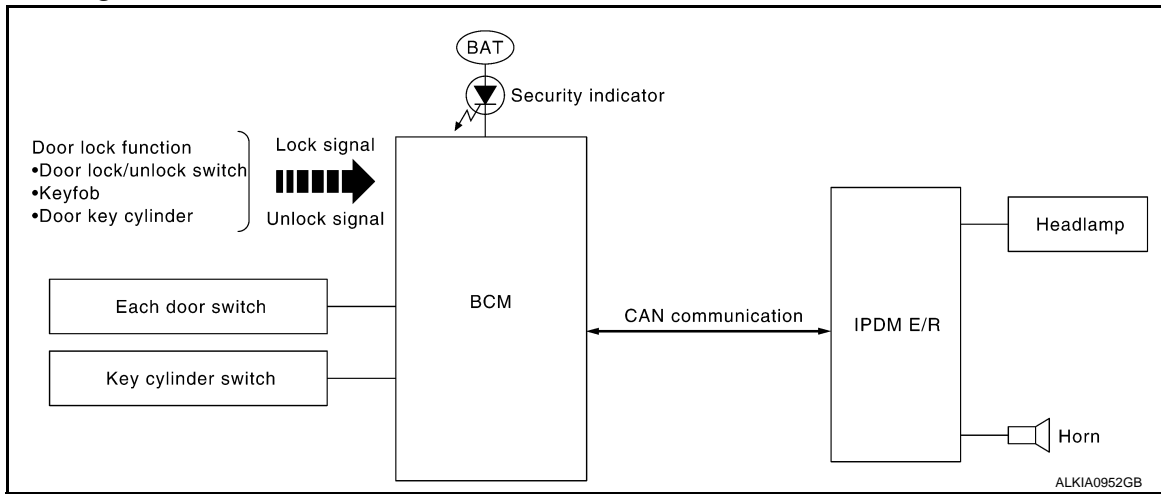 BAT
Security indicator
Door lock function
•Door lock/unlock switch
•Keyfob
•Door key cylinder
Lock signal
Unlock signal
Each door switch
Key cylinder switch
BCM
CAN communication
IPDM E/R
Headlamp
Horn
ALKIA0952GB